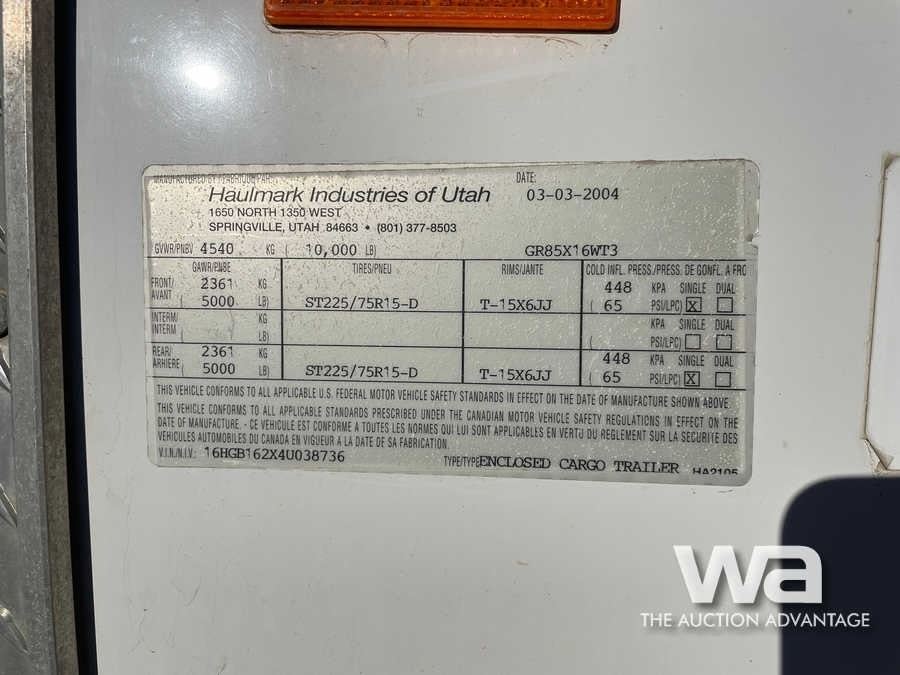 MANUFACTURED BY/FABRIQUE PAR
DATE:
Haulmark Industries of Utah 03-03-2004
1650 NORTH 1350 WEST
SPRINGVILLE, UTAH 84663 • (801) 377-8503
GVWR/PNBV 4540 KG ( 10,000 LB) GR85X16WT3
GAWR/PNBE TIRES/PNEU RIMS/JANTE COLD INFL. PRESS./PRESS. DE GONFL. A FRO
FRONT/ 2361 KG 448 KPA SINGLE DUAL
AVANT ( 5000 LB) ST225/75R15-D T-15X6JJ ( 65 PSI/LPC) X
INTERM/ KG KPA SINGLE DUAL
INTERM ( LB) ( PSI/LPC)
REAR/ 2361 KG 448 KPA SINGLE DUAL
ARHIERE ( 5000 LB) ST225/75R15-D T-15X6JJ ( 65 PSI/LPC) X
THIS VEHICLE CONFORMS TO ALL APPLICABLE U.S. FEDERAL MOTOR VEHICLE SAFETY STANDARDS IN EFFECT ON THE DATE OF MANUFACTURE SHOWN ABOVE.
THIS VEHICLE CONFORMS TO ALL APPLICABLE STANDARDS PRESCRIBED UNDER THE CANADIAN MOTOR VEHICLE SAFETY REGULATIONS IN EFFECT ON THE
DATE OF MANUFACTURE. - CE VEHICULE EST CONFORME A TOUTES LES NORMES QUI LUI SONT APPLICABLES EN VERTU DU REGLEMENT SUR LA SECURITE DES
VEHICULES AUTOMOBILES DU CANADA EN VIGUEUR A LA DATE DE SA FABRICATION.
V.I.N./N.I.V.: 16HGB162X4U038736 TYPE/TYPE ENCLOSED CARGO TRAILER HA2105
wa
THE AUCTION ADVANTAGE